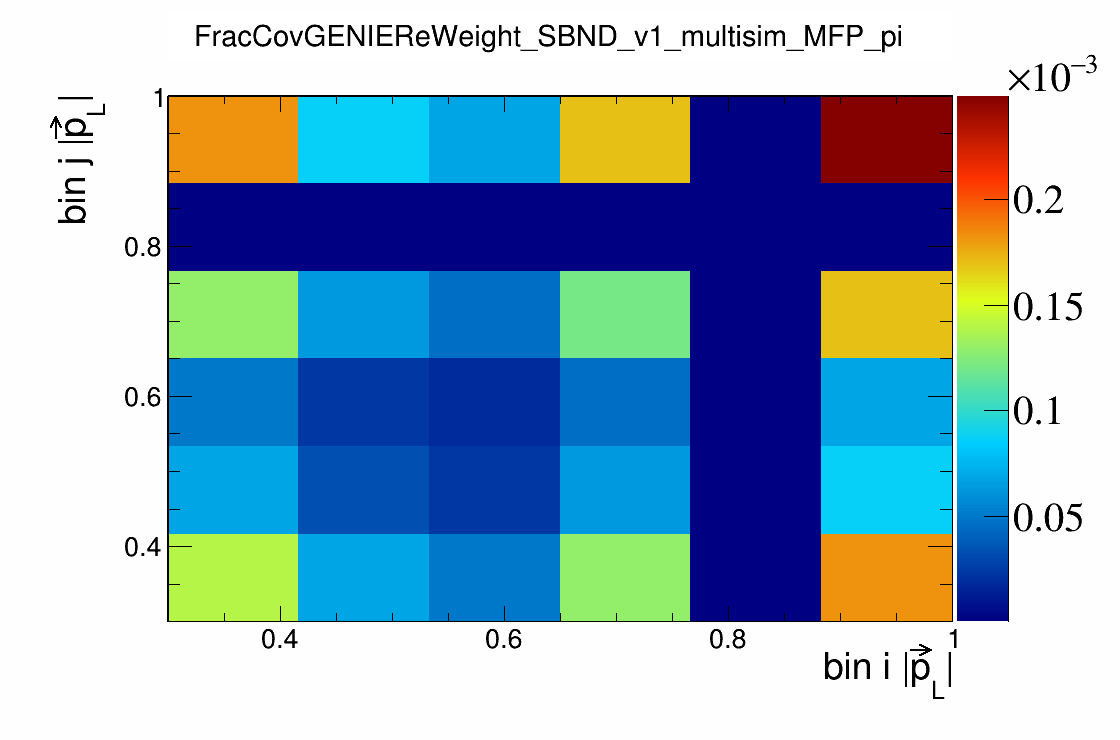 FracCovGENIEReWeight_SBND_v1_multisim_MFP_pi
×10⁻³
bin j |p⃗_L|
1
0.8
0.6
0.4
0.2
0.15
0.1
0.05
0.4 0.6 0.8 1
bin i |p⃗_L|